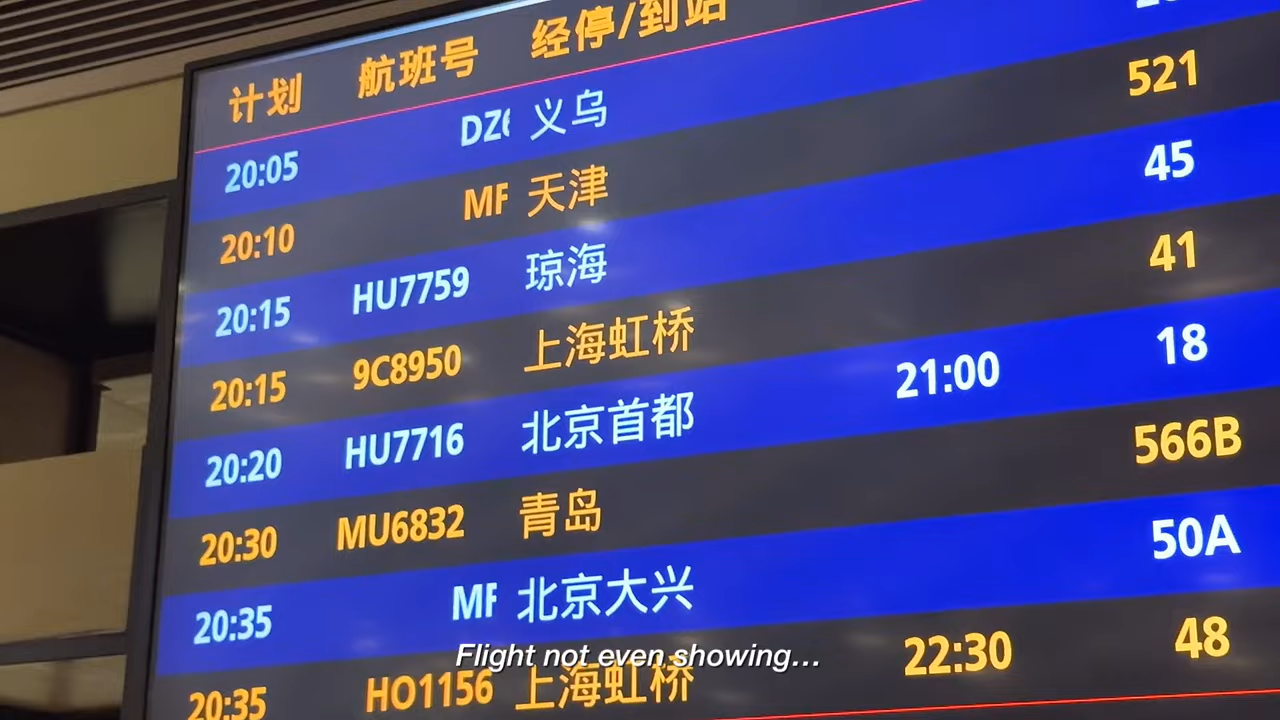 计划 航班号 经停/到站
20:05 义乌
20:10 MF 天津 521
20:15 HU7759 琼海 45
20:15 9C8950 上海虹桥 41
20:20 HU7716 北京首都 21:00 18
20:30 MU6832 青岛 566B
20:35 MF 北京大兴 50A
Flight not even showing...
20:35 HO1156 上海虹桥 22:30 48